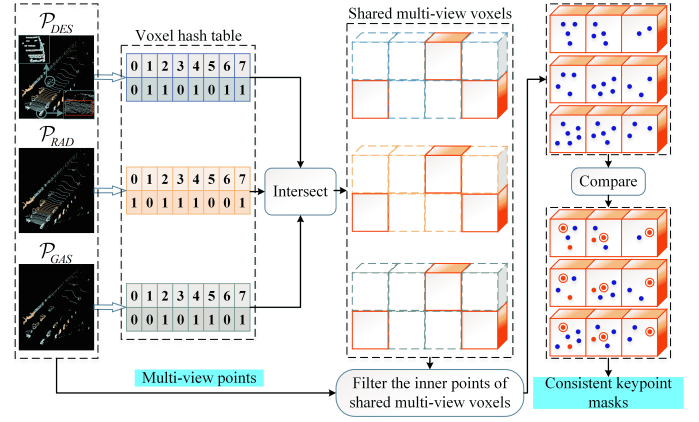 P_DES
Voxel hash table
Shared multi-view voxels
0 1 2 3 4 5 6 7
0 1 1 0 1 0 1 1
P_RAD
0 1 2 3 4 5 6 7
1 0 1 1 1 0 0 1
Intersect
Compare
P_GAS
0 1 2 3 4 5 6 7
0 0 1 0 1 0 1 1
Multi-view points
Filter the inner points of
shared multi-view voxels
Consistent keypoint
masks